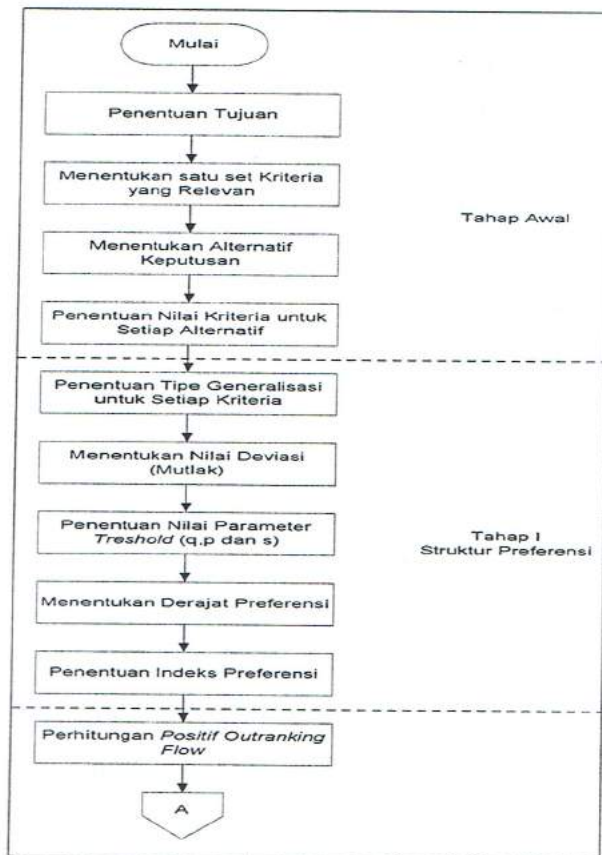 Mulai
Penentuan Tujuan
Menentukan satu set Kriteria
yang Relevan
Tahap Awal
Menentukan Alternatif
Keputusan
Penentuan Nilai Kriteria untuk
Setiap Alternatif
Penentuan Tipe Generalisasi
untuk Setiap Kriteria
Menentukan Nilai Deviasi
(Mutlak)
Penentuan Nilai Parameter
Treshold (q,p dan s)
Tahap I
Struktur Preferensi
Menentukan Derajat Preferensi
Penentuan Indeks Preferensi
Perhitungan Positif Outranking
Flow
A